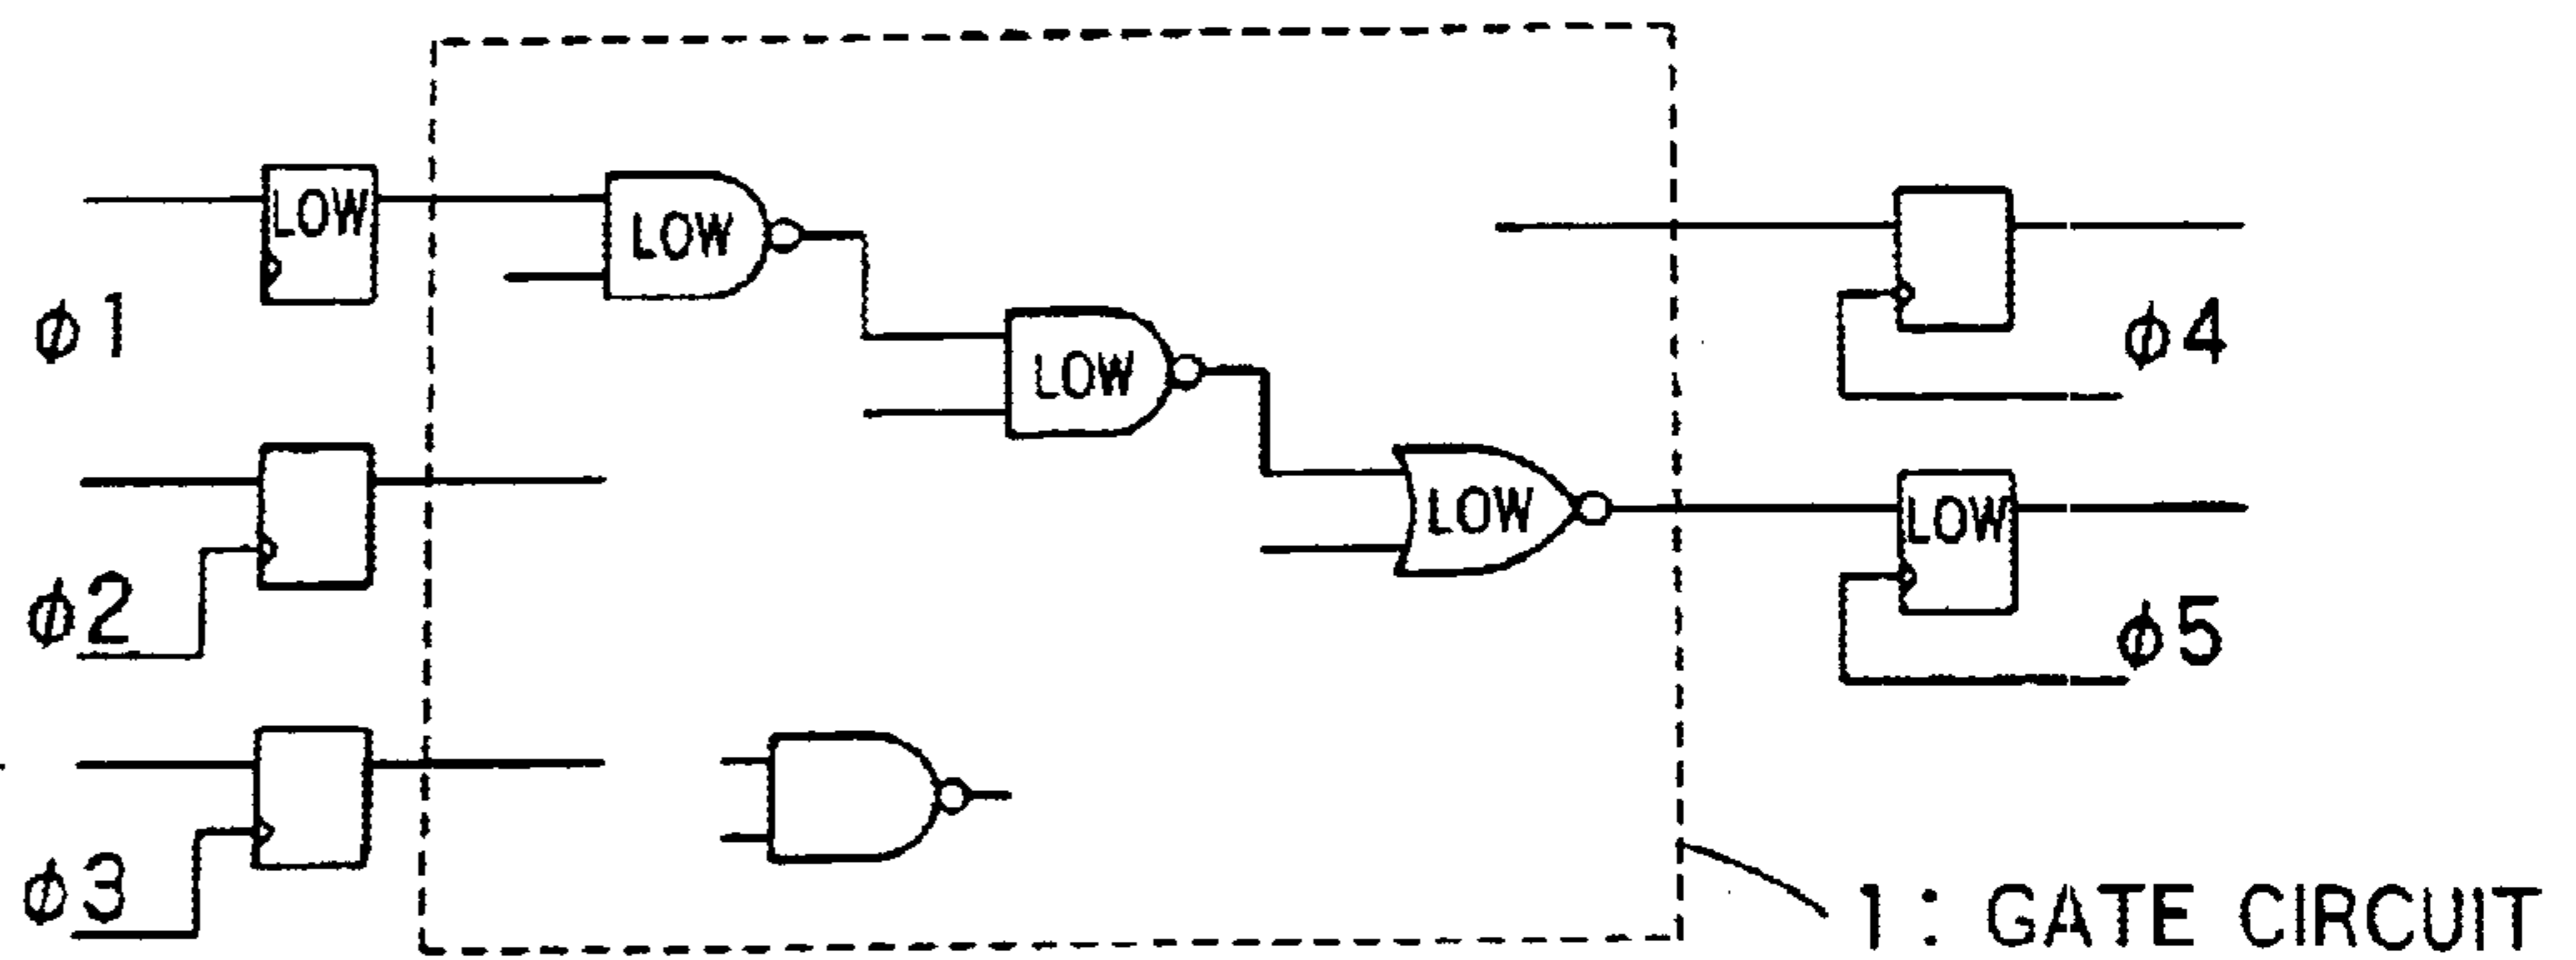 LOW
LOW
ϕ1
LOW
ϕ4
LOW
LOW
ϕ2
ϕ5
ϕ3
1: GATE CIRCUIT